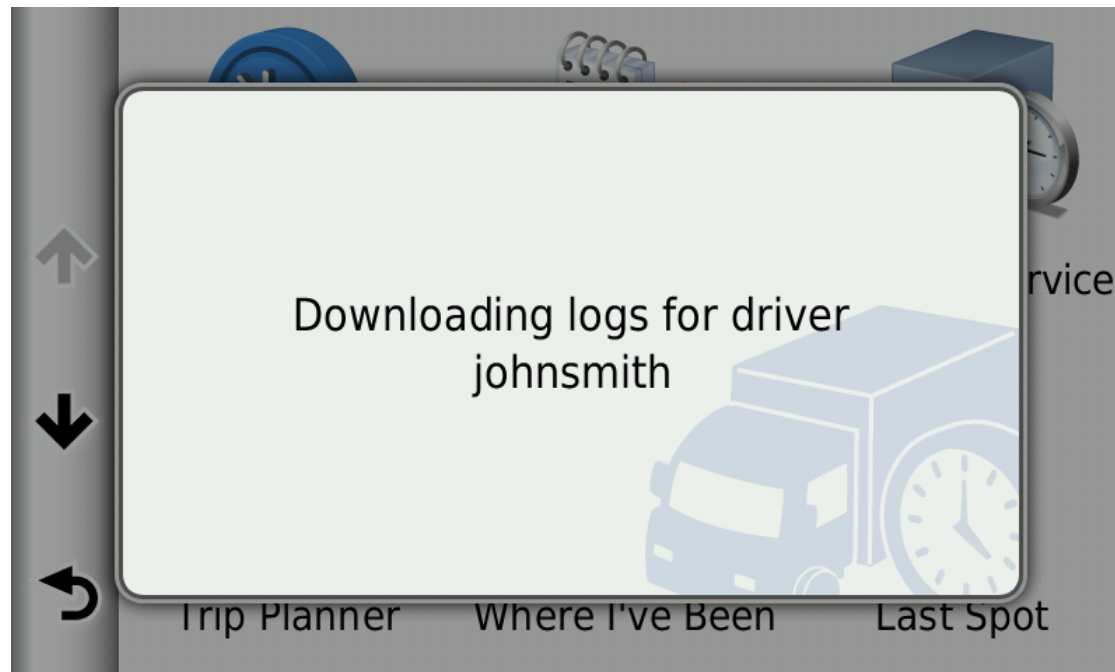 Downloading logs for driver
johnsmith
rvice
Trip Planner
Where I've Been
Last Spot